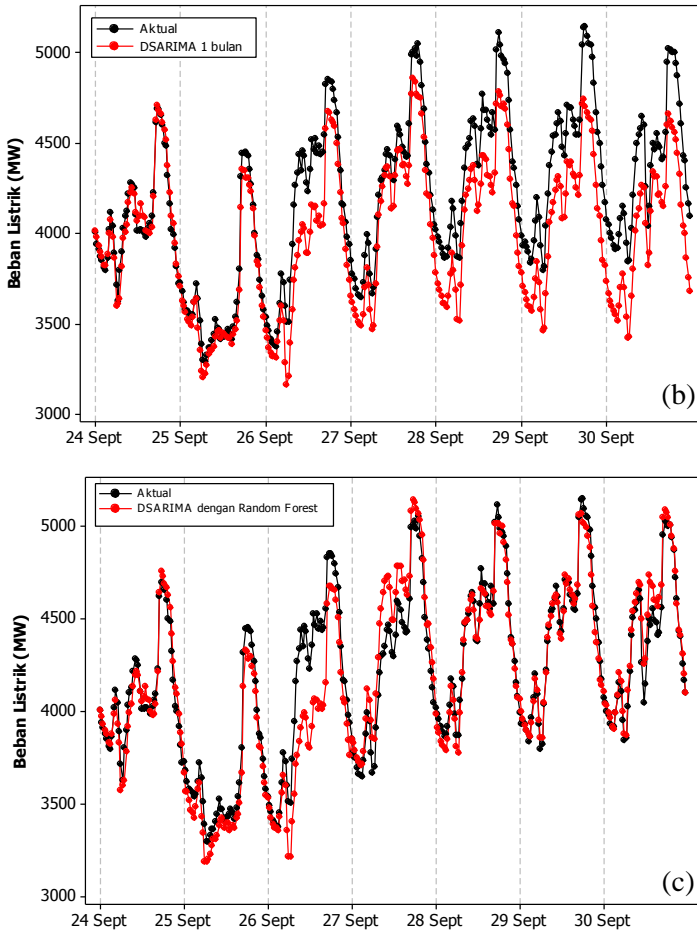 Aktual
DSARIMA 1 bulan
Beban Listrik (MW)
5000
4500
4000
3500
3000
24 Sept 25 Sept 26 Sept 27 Sept 28 Sept 29 Sept 30 Sept
(b)
Aktual
DSARIMA dengan Random Forest
Beban Listrik (MW)
5000
4500
4000
3500
3000
24 Sept 25 Sept 26 Sept 27 Sept 28 Sept 29 Sept 30 Sept
(c)